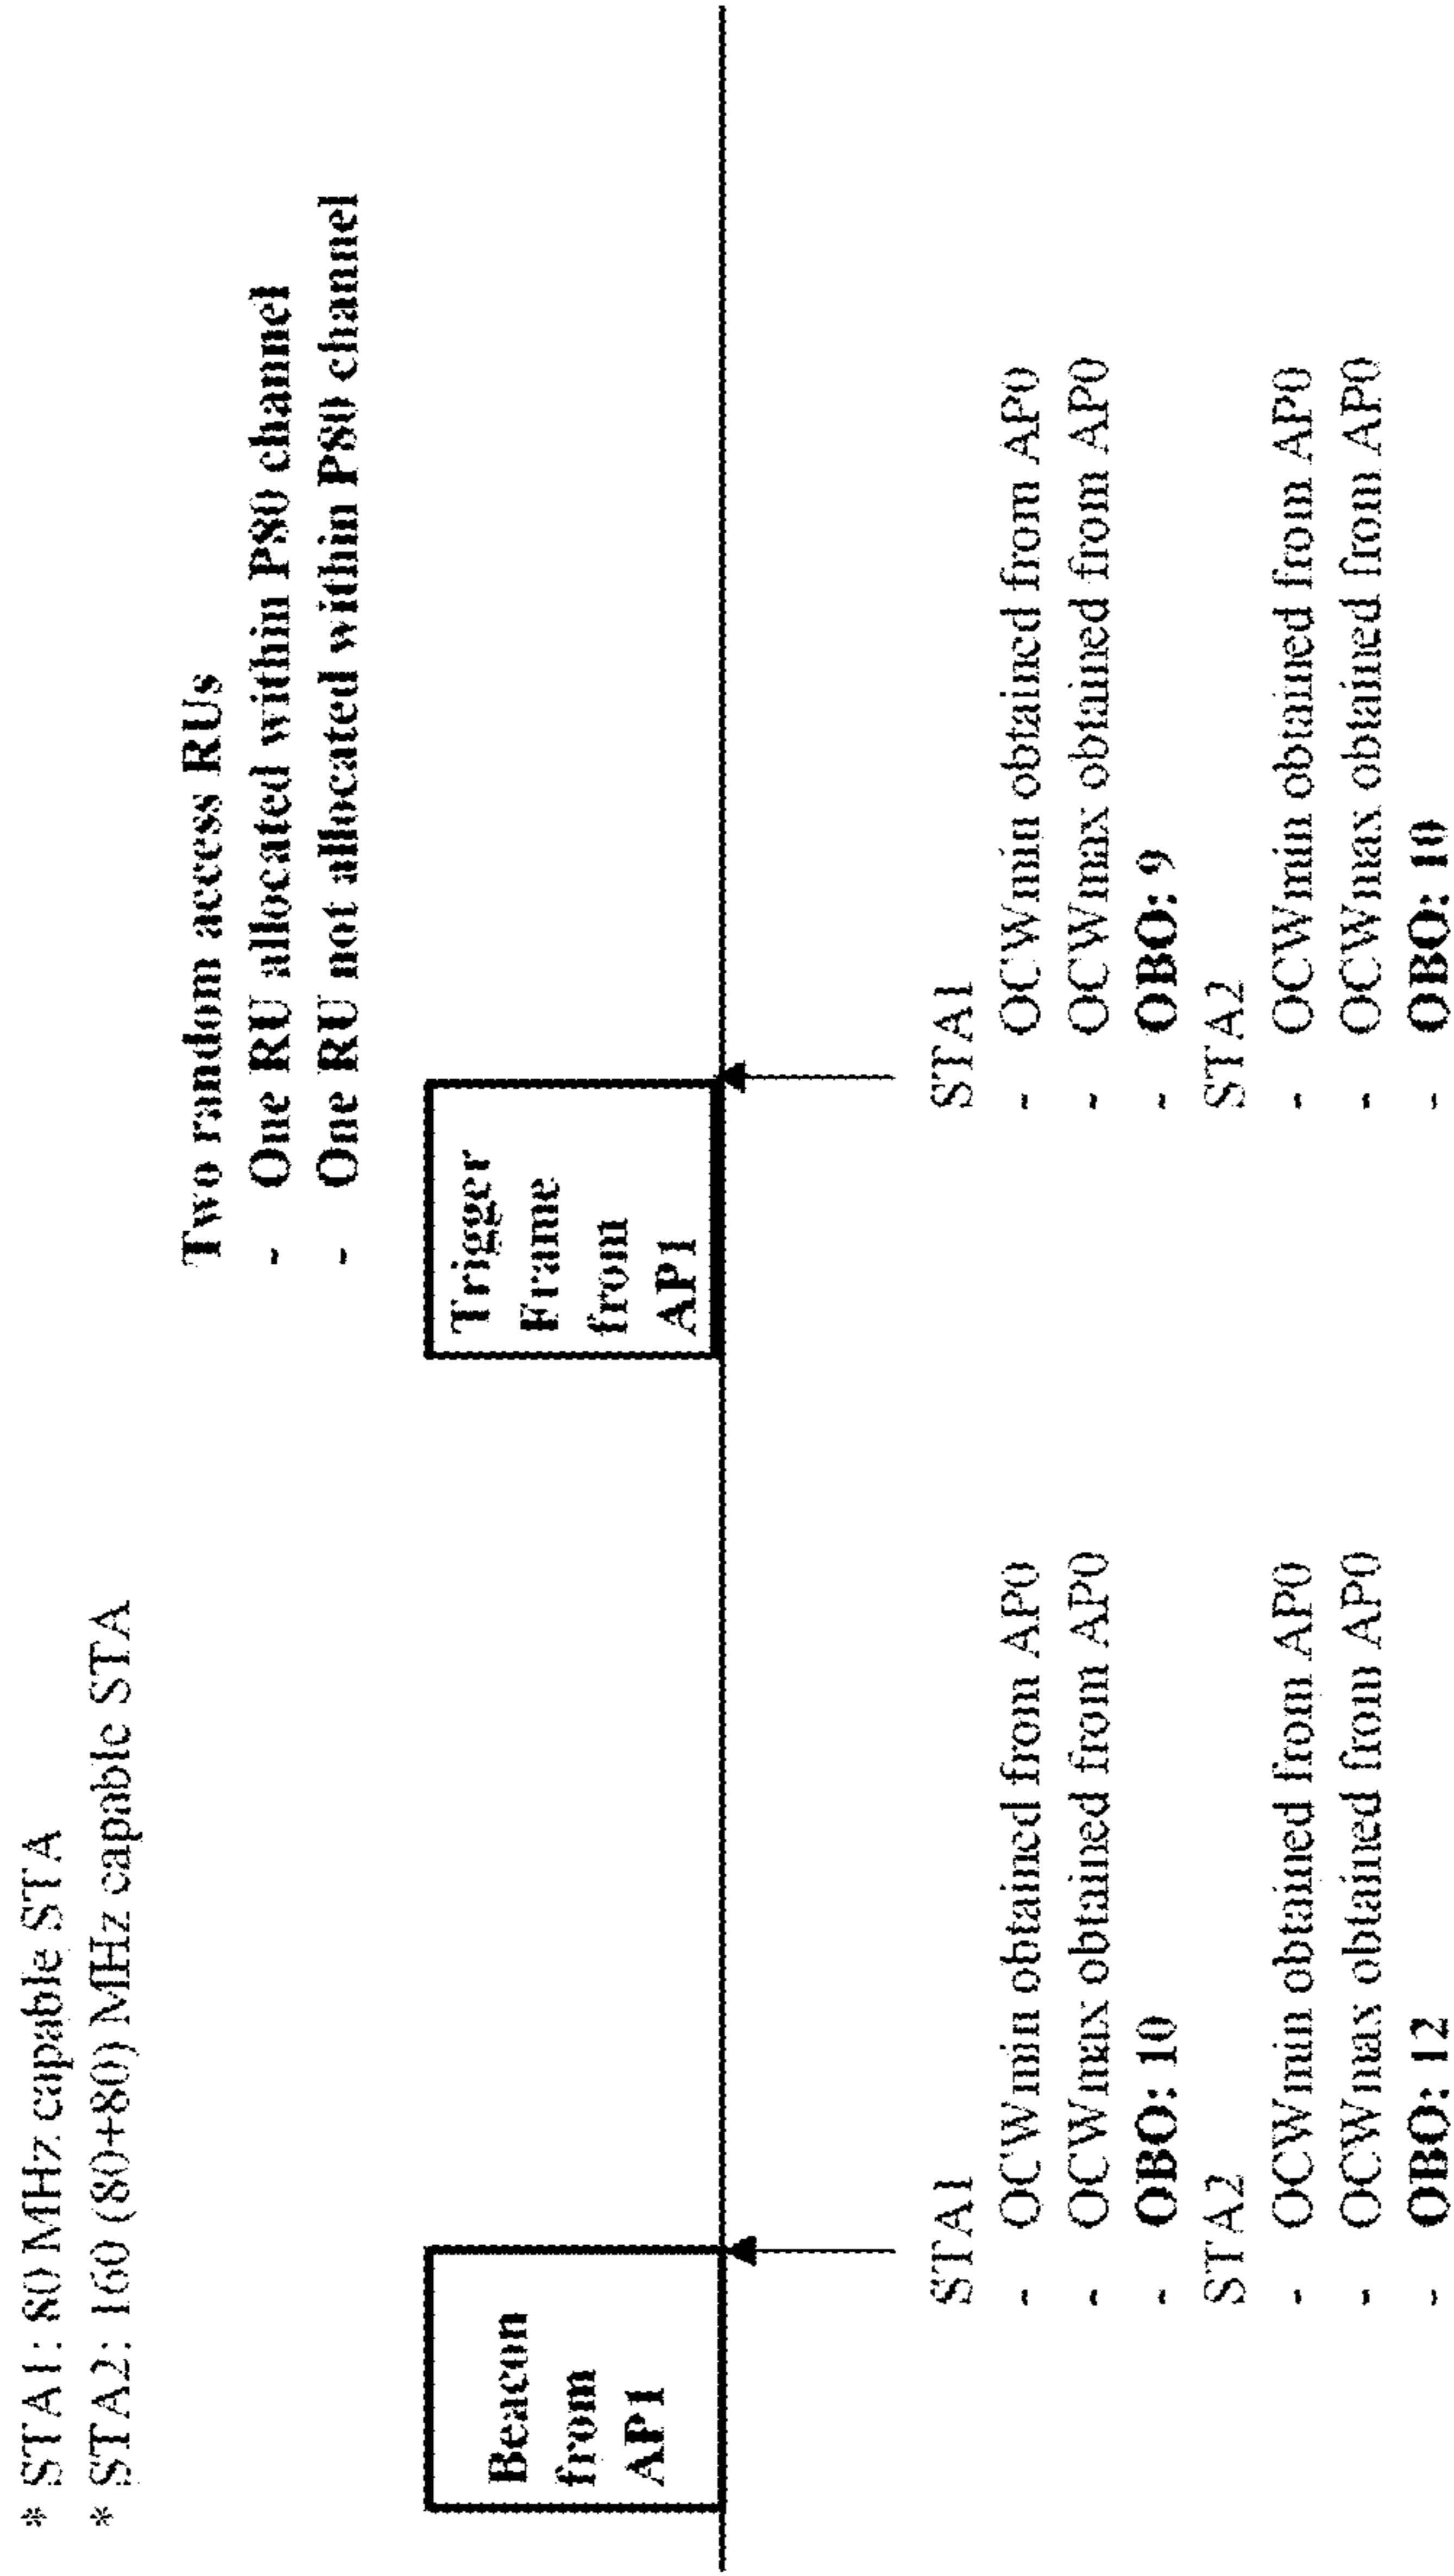 * STA1: 80 MHz capable STA
* STA2: 160 (80+80) MHz capable STA
Two random access RUs
- One RU allocated within P80 channel
- One RU not allocated within P80 channel
Beacon
from
AP1
Trigger
Frame
from
AP1
STA1
- OCWmin obtained from AP0
- OCWmax obtained from AP0
- OBO: 10
STA2
- OCWmin obtained from AP0
- OCWmax obtained from AP0
- OBO: 12
STA1
- OCWmin obtained from AP0
- OCWmax obtained from AP0
- OBO: 9
STA2
- OCWmin obtained from AP0
- OCWmax obtained from AP0
- OBO: 10